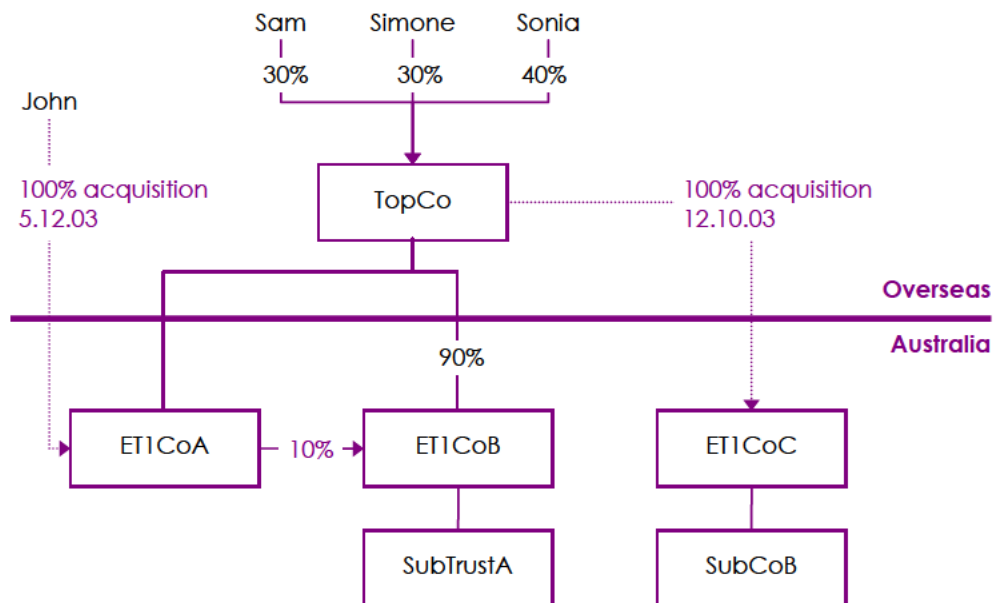 Sam Simone Sonia
30% 30% 40%
John
100% acquisition
5.12.03
TopCo
100% acquisition
12.10.03
Overseas
Australia
90%
ET1CoA
10%
ET1CoB
ET1CoC
SubTrustA
SubCoB